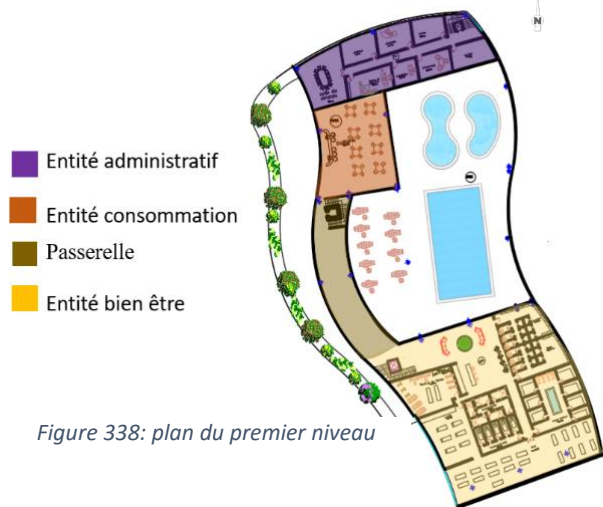 N
Entité administratif
Entité consommation
Passerelle
Entité bien être
Figure 338: plan du premier niveau